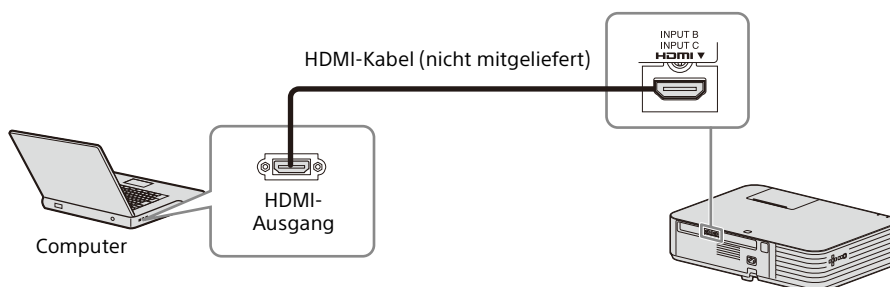 INPUT B
INPUT C
HDMI ▼
HDMI-Kabel (nicht mitgeliefert)
HDMI-
Ausgang
Computer